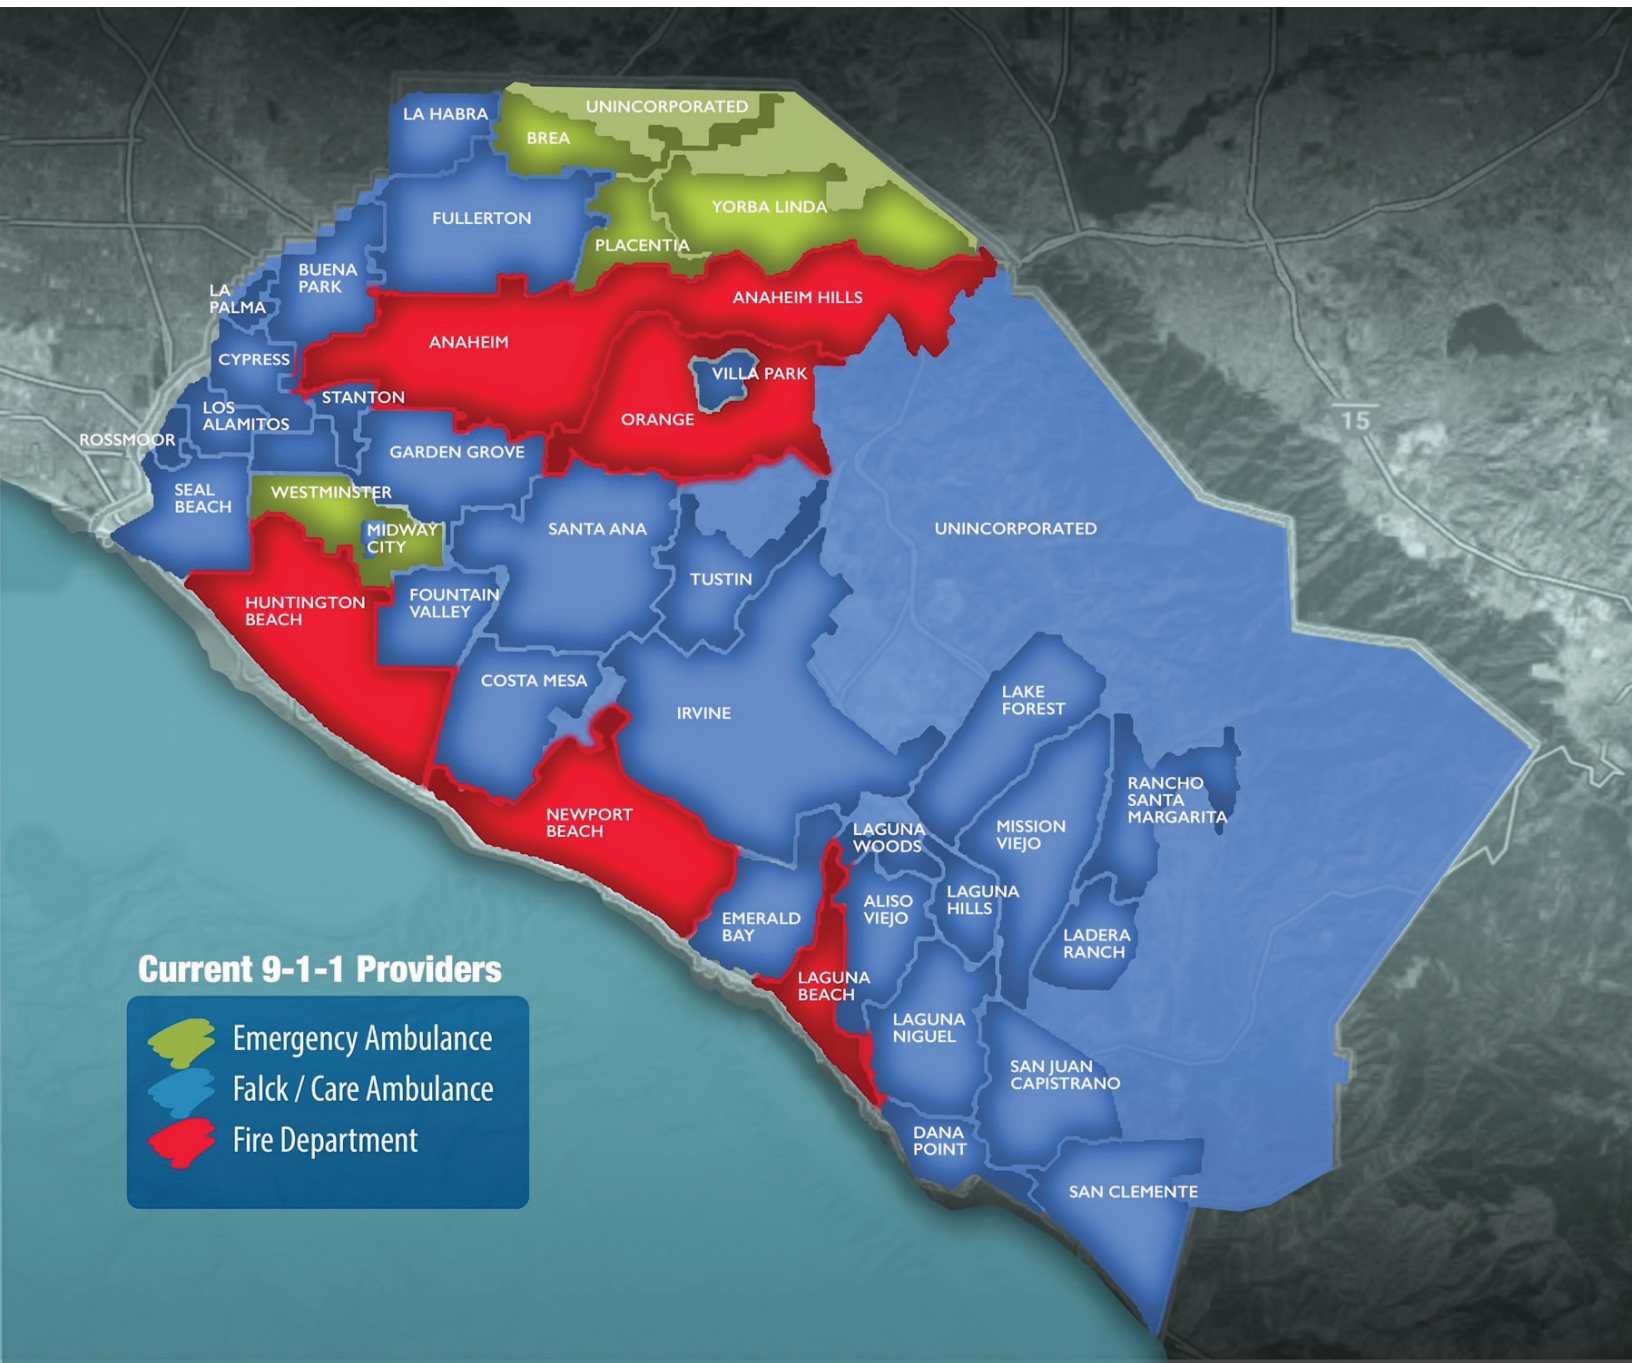 LA HABRA
UNINCORPORATED
BREA
FULLERTON
YORBA LINDA
PLACENTIA
BUENA
PARK
LA
PALMA
ANAHEIM HILLS
ANAHEIM
CYPRESS
VILLA PARK
STANTON
LOS
ALAMITOS
ORANGE
ROSSMOOR
15
GARDEN GROVE
SEAL
BEACH
WESTMINSTER
MIDWAY
CITY
SANTA ANA
UNINCORPORATED
TUSTIN
HUNTINGTON
BEACH
FOUNTAIN
VALLEY
COSTA MESA
IRVINE
LAKE
FOREST
RANCHO
SANTA
MARGARITA
NEWPORT
BEACH
LAGUNA
WOODS
MISSION
VIEJO
LAGUNA
HILLS
ALISO
VIEJO
EMERALD
BAY
LADERA
RANCH
LAGUNA
BEACH
LAGUNA
NIGUEL
SAN JUAN
CAPISTRANO
DANA
POINT
SAN CLEMENTE
Current 9-1-1 Providers
Emergency Ambulance
Falck / Care Ambulance
Fire Department